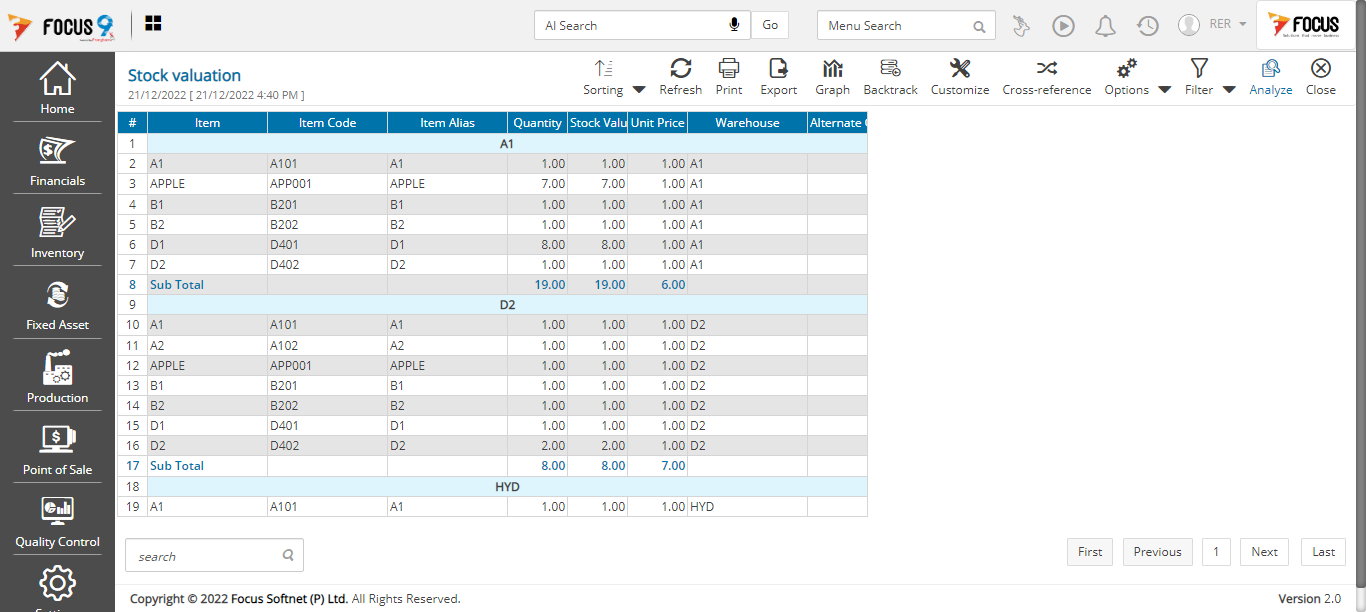 FOCUS 9
AI Search
Go
Menu Search
RER
FOCUS
Home
Financials
Inventory
Fixed Asset
Production
Point of Sale
Quality Control
Stock valuation
21/12/2022 [ 21/12/2022 4:40 PM ]
Sorting Refresh Print Export Graph Backtrack Customize Cross-reference Options Filter Analyze Close
# Item Item Code Item Alias Quantity Stock Valu Unit Price Warehouse Alternate
1 A1
2 A1 A101 A1 1.00 1.00 1.00 A1
3 APPLE APP001 APPLE 7.00 7.00 1.00 A1
4 B1 B201 B1 1.00 1.00 1.00 A1
5 B2 B202 B2 1.00 1.00 1.00 A1
6 D1 D401 D1 8.00 8.00 1.00 A1
7 D2 D402 D2 1.00 1.00 1.00 A1
8 Sub Total 19.00 19.00 6.00
9 D2
10 A1 A101 A1 1.00 1.00 1.00 D2
11 A2 A102 A2 1.00 1.00 1.00 D2
12 APPLE APP001 APPLE 1.00 1.00 1.00 D2
13 B1 B201 B1 1.00 1.00 1.00 D2
14 B2 B202 B2 1.00 1.00 1.00 D2
15 D1 D401 D1 1.00 1.00 1.00 D2
16 D2 D402 D2 2.00 2.00 1.00 D2
17 Sub Total 8.00 8.00 7.00
18 HYD
19 A1 A101 A1 1.00 1.00 1.00 HYD
search
First Previous 1 Next Last
Copyright © 2022 Focus Softnet (P) Ltd. All Rights Reserved.
Version 2.0